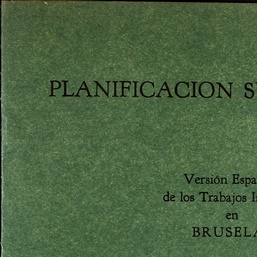 PLANIFICACION
Versión
de los Trabajos
en